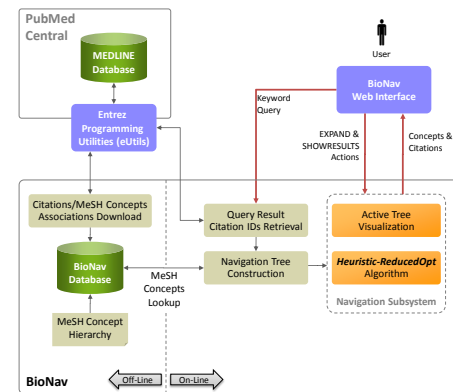 PubMed
Central
MEDLINE
Database
User
Entrez
Programming
Utilities (eUtils)
BioNav
Web Interface
Keyword
Query
EXPAND &
SHOWRESULTS
Actions
Concepts &
Citations
Citations/MeSH Concepts
Associations Download
Query Result
Citation IDs Retrieval
Active Tree
Visualization
BioNav
Database
MeSH
Concepts
Lookup
Navigation Tree
Construction
Heuristic-ReducedOpt
Algorithm
Navigation Subsystem
MeSH Concept
Hierarchy
BioNav
Off-Line
On-Line